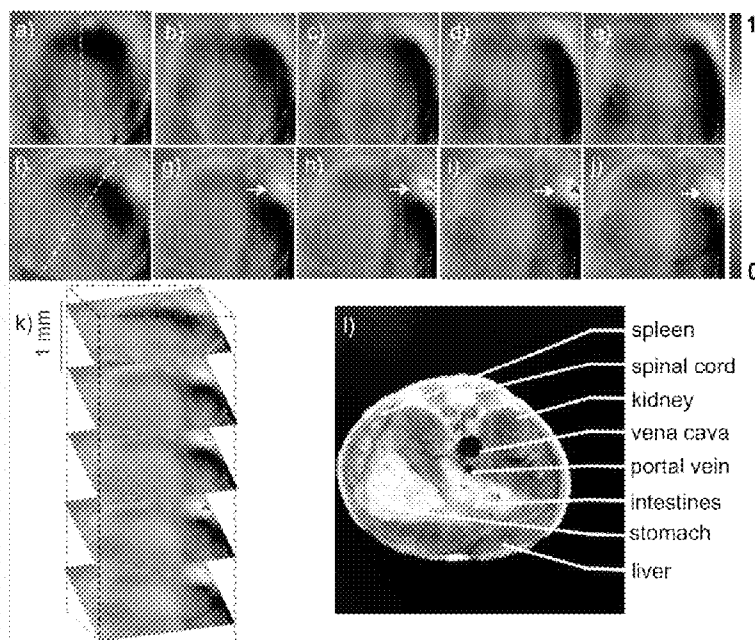 a) b) c) d) e) 1
f) g) h) i) j) 0
k) 1 mm
l)
spleen
spinal cord
kidney
vena cava
portal vein
intestines
stomach
liver